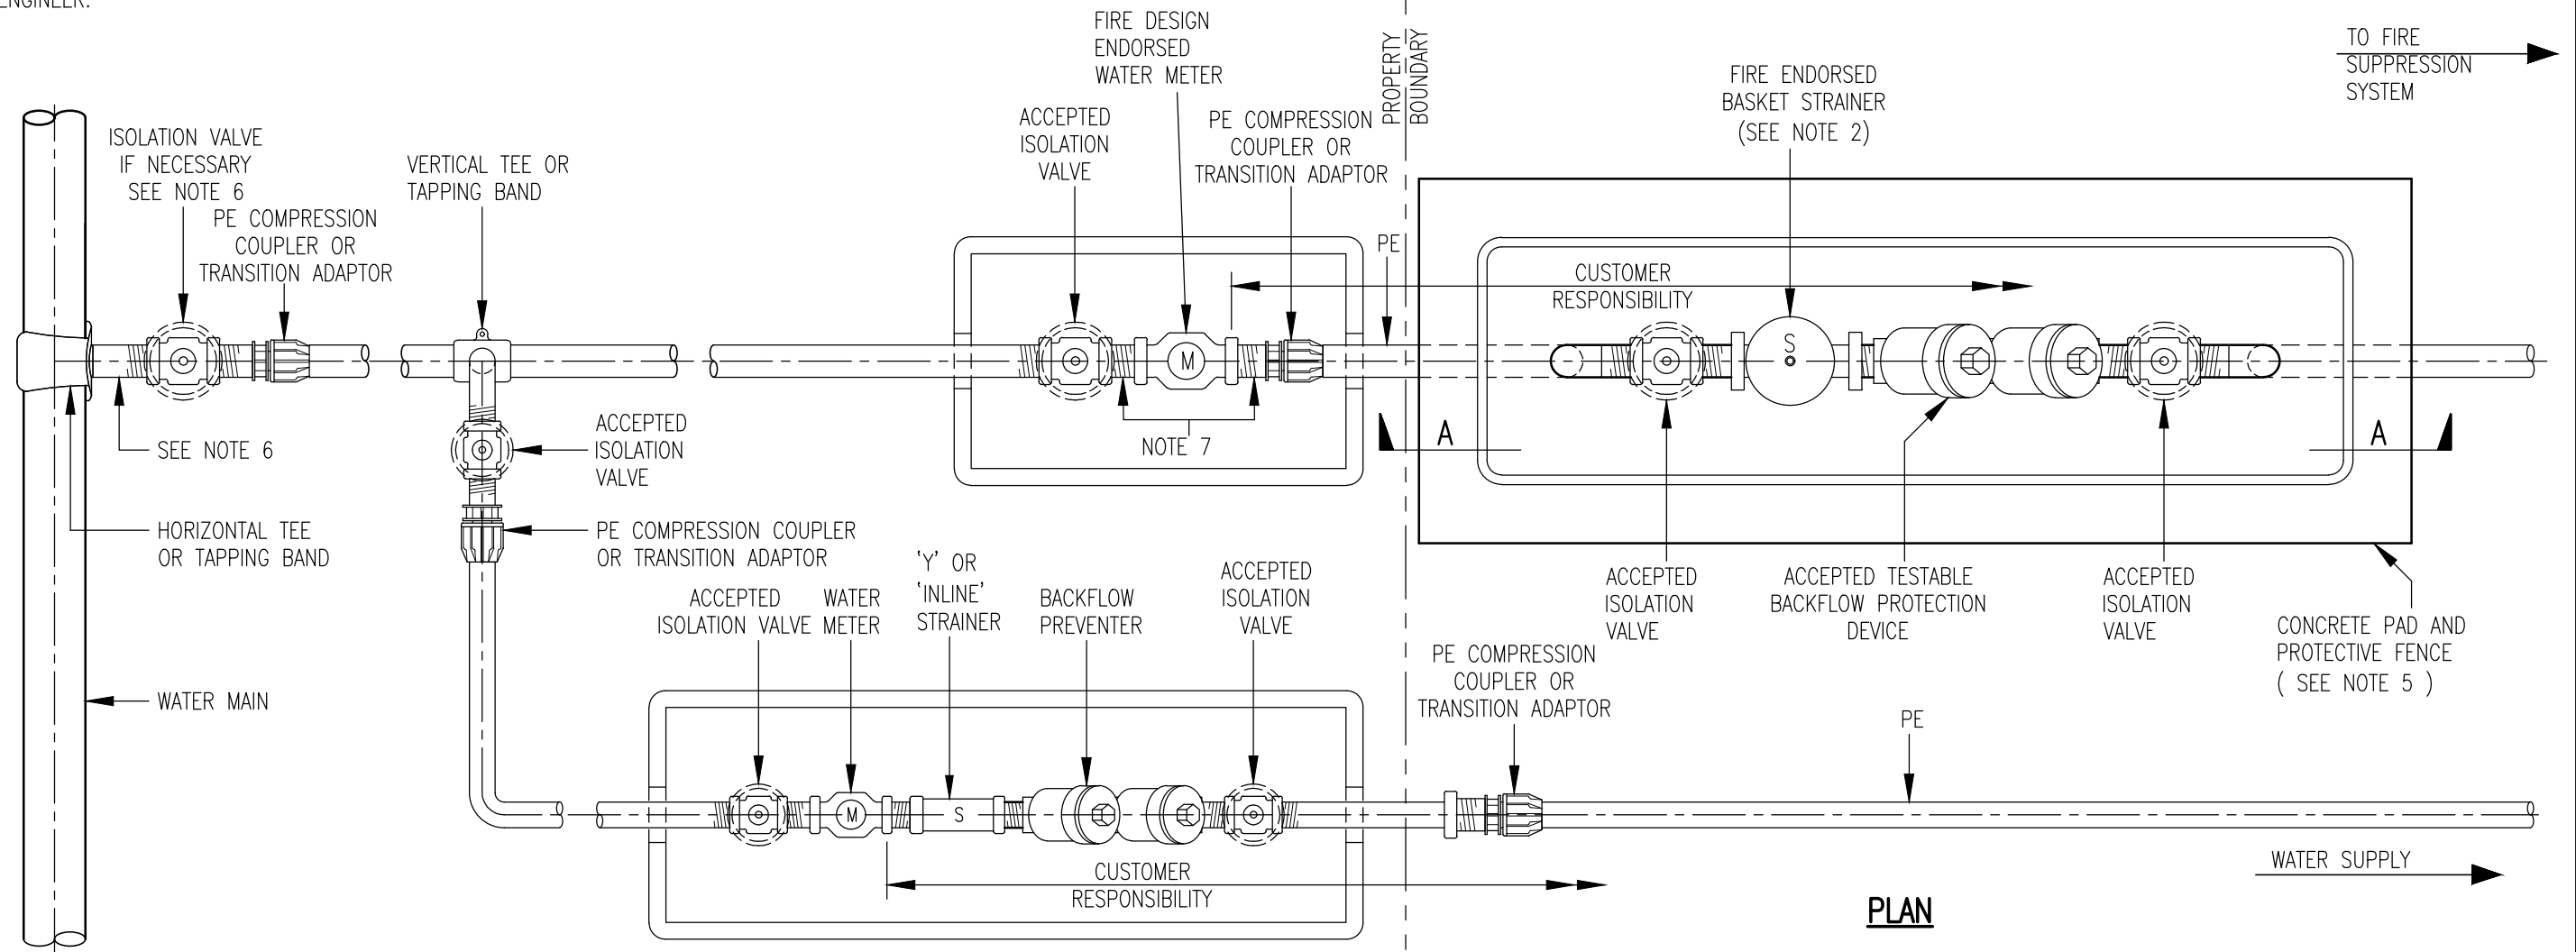 ENGINEER.
FIRE DESIGN
ENDORSED
WATER METER
PROPERTY
BOUNDARY
TO FIRE
SUPPRESSION
SYSTEM
FIRE ENDORSED
BASKET STRAINER
(SEE NOTE 2)
ISOLATION VALVE
IF NECESSARY
SEE NOTE 6
VERTICAL TEE OR
TAPPING BAND
ACCEPTED
ISOLATION
VALVE
PE COMPRESSION
COUPLER OR
TRANSITION ADAPTOR
PE COMPRESSION
COUPLER OR
TRANSITION ADAPTOR
PE
CUSTOMER
RESPONSIBILITY
M
S
SEE NOTE 6
ACCEPTED
ISOLATION
VALVE
NOTE 7
A
A
HORIZONTAL TEE
OR TAPPING BAND
PE COMPRESSION COUPLER
OR TRANSITION ADAPTOR
ACCEPTED
ISOLATION VALVE
WATER
METER
'Y' OR
'INLINE'
STRAINER
BACKFLOW
PREVENTER
ACCEPTED
ISOLATION
VALVE
ACCEPTED
ISOLATION
VALVE
ACCEPTED TESTABLE
BACKFLOW PROTECTION
DEVICE
ACCEPTED
ISOLATION
VALVE
CONCRETE PAD AND
PROTECTIVE FENCE
( SEE NOTE 5 )
WATER MAIN
PE COMPRESSION
COUPLER OR
TRANSITION ADAPTOR
PE
M
S
CUSTOMER
RESPONSIBILITY
WATER SUPPLY
PLAN